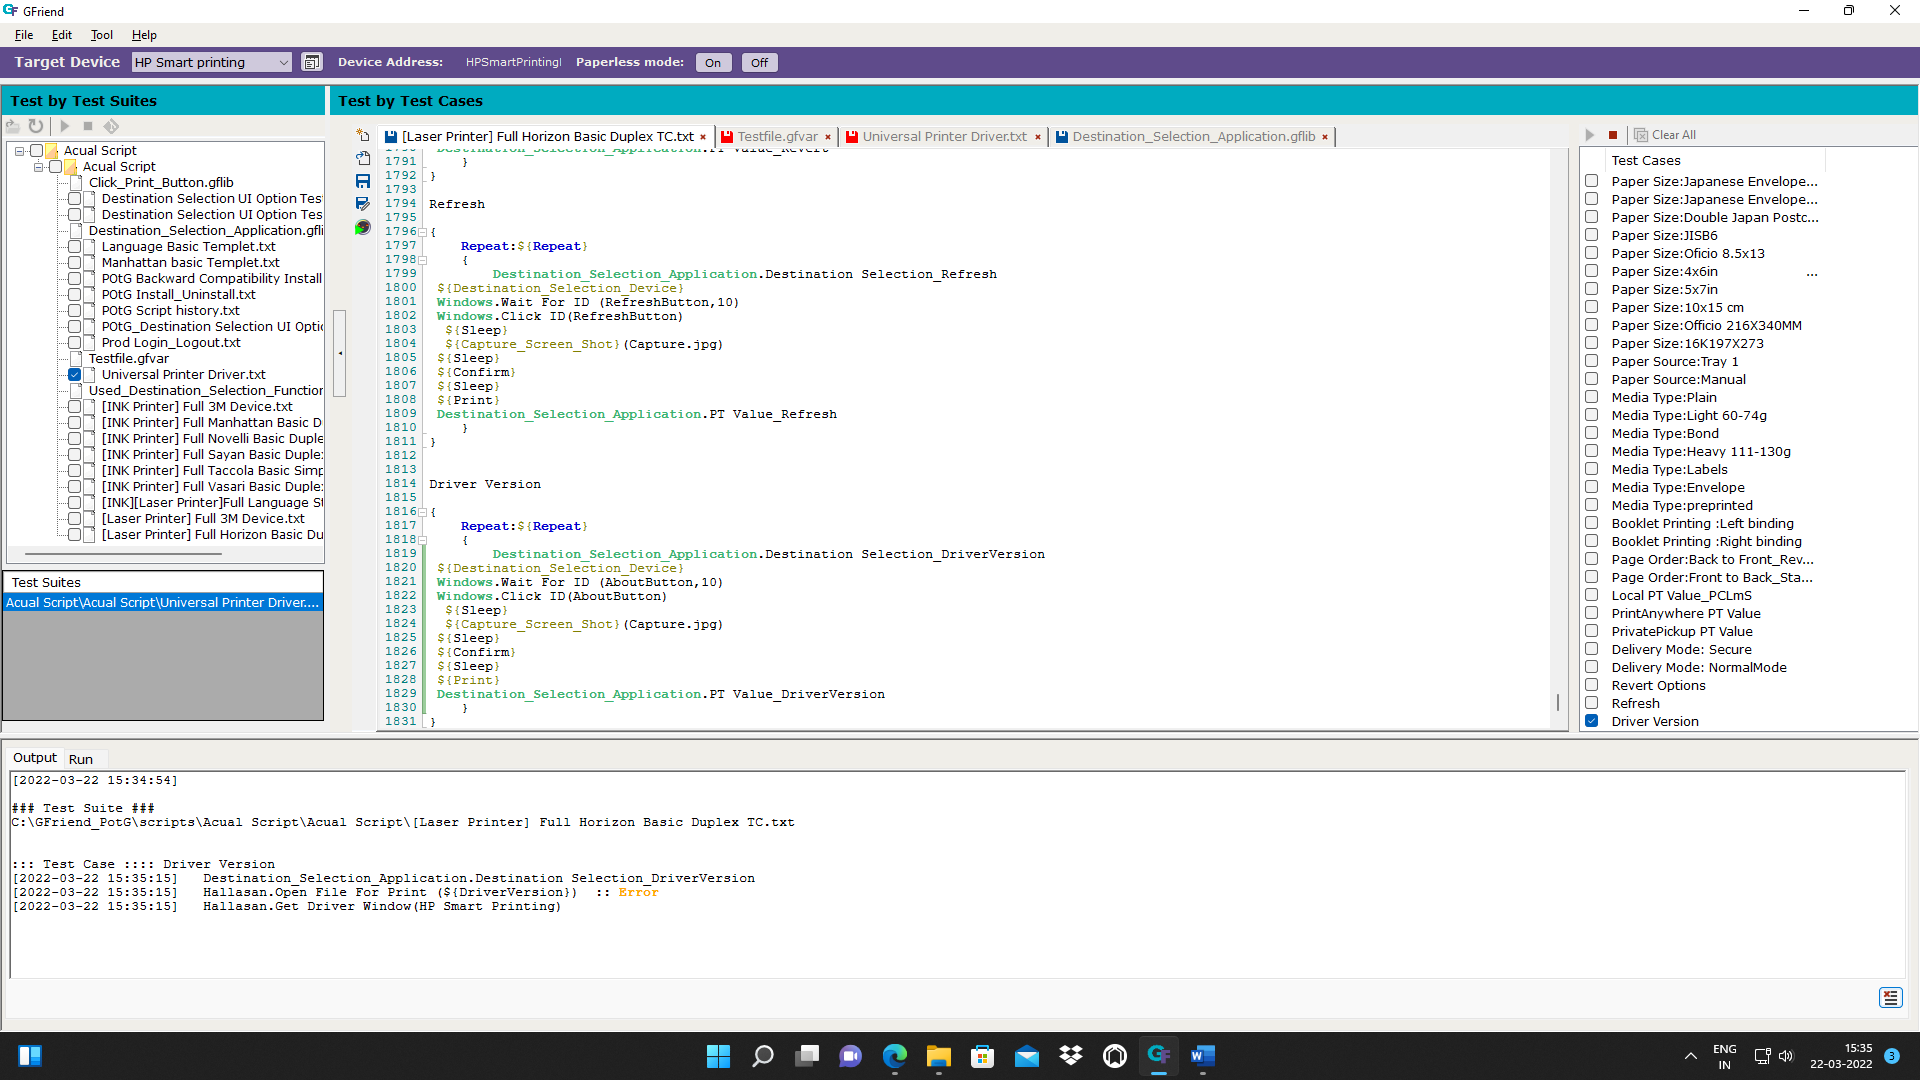 GFriend
File Edit Tool Help
Target Device HP Smart printing Device Address: HPSmartPrintingI Paperless mode: On Off
Test by Test Suites
Test by Test Cases
Acual Script
Acual Script
Click_Print_Button.gflib
Destination Selection UI Option Tes
Destination Selection UI Option Tes
Destination_Selection_Application.gfli
Language Basic Templet.txt
Manhattan basic Templet.txt
POtG Backward Compatibility Install
POtG Install_Uninstall.txt
POtG Script history.txt
POtG_Destination Selection UI Optic
Prod Login_Logout.txt
Testfile.gfvar
Universal Printer Driver.txt
Used_Destination_Selection_Function
[INK Printer] Full 3M Device.txt
[INK Printer] Full Manhattan Basic D
[INK Printer] Full Novelli Basic Duple
[INK Printer] Full Sayan Basic Duple
[INK Printer] Full Taccola Basic Simp
[INK Printer] Full Vasari Basic Duple
[INK][Laser Printer]Full Language S
[Laser Printer] Full 3M Device.txt
[Laser Printer] Full Horizon Basic Du
Test Suites
Acual Script\Acual Script\Universal Printer Driver....
[Laser Printer] Full Horizon Basic Duplex TC.txt × Testfile.gfvar × Universal Printer Driver.txt × Destination_Selection_Application.gflib ×
1790 Destination_Selection_Application.PT Value_Revert
1791 }
1792 }
1793
1794 Refresh
1795
1796 {
1797 Repeat:${Repeat}
1798 {
1799 Destination_Selection_Application.Destination Selection_Refresh
1800 ${Destination_Selection_Device}
1801 Windows.Wait For ID (RefreshButton,10)
1802 Windows.Click ID(RefreshButton)
1803 ${Sleep}
1804 ${Capture_Screen_Shot}(Capture.jpg)
1805 ${Sleep}
1806 ${Confirm}
1807 ${Sleep}
1808 ${Print}
1809 Destination_Selection_Application.PT Value_Refresh
1810 }
1811 }
1812
1813
1814 Driver Version
1815
1816 {
1817 Repeat:${Repeat}
1818 {
1819 Destination_Selection_Application.Destination Selection_DriverVersion
1820 ${Destination_Selection_Device}
1821 Windows.Wait For ID (AboutButton,10)
1822 Windows.Click ID(AboutButton)
1823 ${Sleep}
1824 ${Capture_Screen_Shot}(Capture.jpg)
1825 ${Sleep}
1826 ${Confirm}
1827 ${Sleep}
1828 ${Print}
1829 Destination_Selection_Application.PT Value_DriverVersion
1830 }
1831 }
Clear All
Test Cases
Paper Size:Japanese Envelope...
Paper Size:Japanese Envelope...
Paper Size:Double Japan Postc...
Paper Size:JISB6
Paper Size:Oficio 8.5x13
Paper Size:4x6in ...
Paper Size:5x7in
Paper Size:10x15 cm
Paper Size:Officio 216X340MM
Paper Size:16K197X273
Paper Source:Tray 1
Paper Source:Manual
Media Type:Plain
Media Type:Light 60-74g
Media Type:Bond
Media Type:Heavy 111-130g
Media Type:Labels
Media Type:Envelope
Media Type:preprinted
Booklet Printing :Left binding
Booklet Printing :Right binding
Page Order:Back to Front_Rev...
Page Order:Front to Back_Sta...
Local PT Value_PCLmS
PrintAnywhere PT Value
PrivatePickup PT Value
Delivery Mode: Secure
Delivery Mode: NormalMode
Revert Options
Refresh
Driver Version
Output Run
[2022-03-22 15:34:54]
### Test Suite ###
C:\GFriend_PotG\scripts\Acual Script\Acual Script\[Laser Printer] Full Horizon Basic Duplex TC.txt
::: Test Case :::: Driver Version
[2022-03-22 15:35:15] Destination_Selection_Application.Destination Selection_DriverVersion
[2022-03-22 15:35:15] Hallasan.Open File For Print (${DriverVersion}) :: Error
[2022-03-22 15:35:15] Hallasan.Get Driver Window(HP Smart Printing)
ENG
IN
15:35
22-03-2022
3